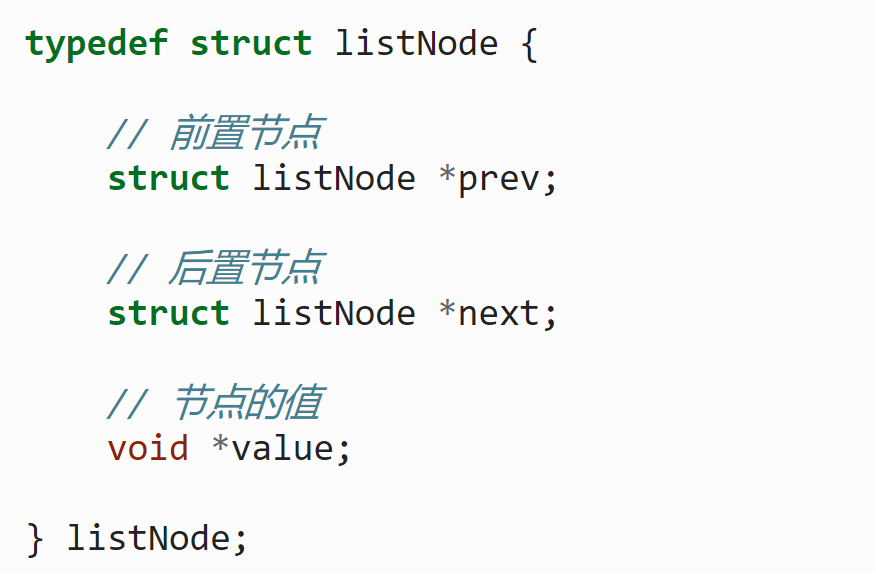 typedef struct listNode {
// 前置节点
struct listNode *prev;
// 后置节点
struct listNode *next;
// 节点的值
void *value;
} listNode;